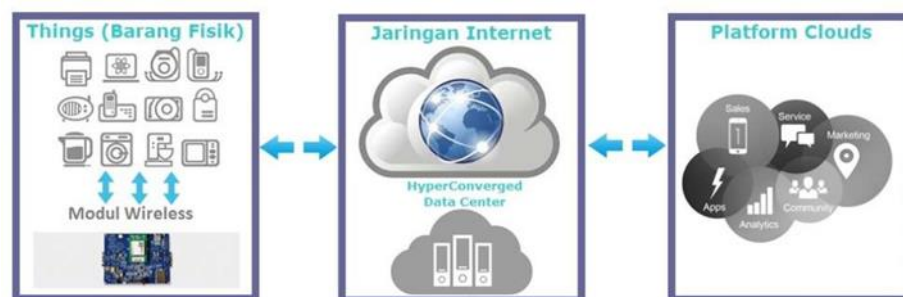 Things (Barang Fisik)
Modul Wireless
Jaringan Internet
HyperConverged
Data Center
Platform Clouds
Sales
Service
Marketing
Apps
Analytics
Community